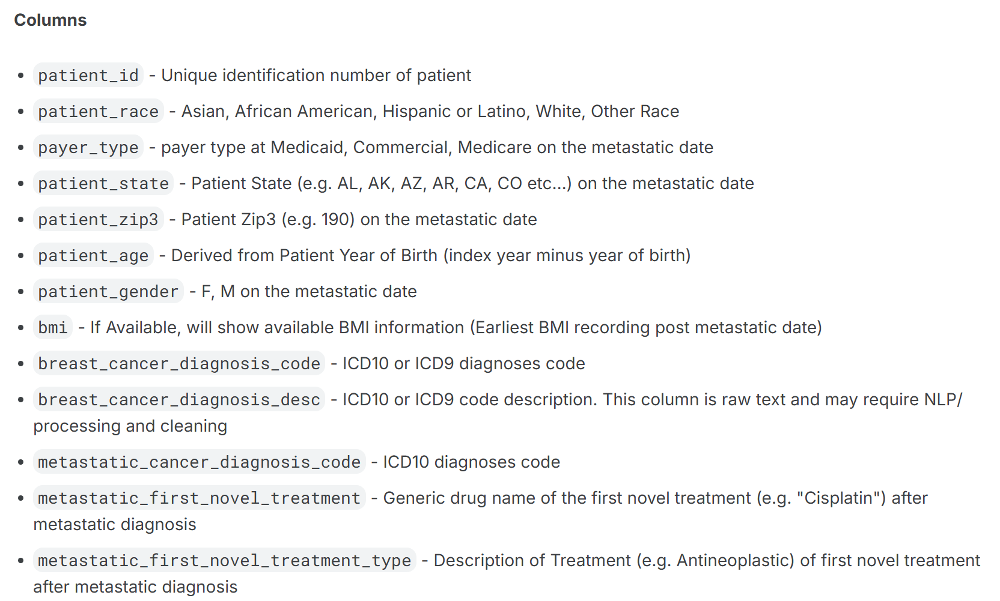 Columns
• patient_id - Unique identification number of patient
• patient_race - Asian, African American, Hispanic or Latino, White, Other Race
• payer_type - payer type at Medicaid, Commercial, Medicare on the metastatic date
• patient_state - Patient State (e.g. AL, AK, AZ, AR, CA, CO etc…) on the metastatic date
• patient_zip3 - Patient Zip3 (e.g. 190) on the metastatic date
• patient_age - Derived from Patient Year of Birth (index year minus year of birth)
• patient_gender - F, M on the metastatic date
• bmi - If Available, will show available BMI information (Earliest BMI recording post metastatic date)
• breast_cancer_diagnosis_code - ICD10 or ICD9 diagnoses code
• breast_cancer_diagnosis_desc - ICD10 or ICD9 code description. This column is raw text and may require NLP/
processing and cleaning
• metastatic_cancer_diagnosis_code - ICD10 diagnoses code
• metastatic_first_novel_treatment - Generic drug name of the first novel treatment (e.g. "Cisplatin") after
metastatic diagnosis
• metastatic_first_novel_treatment_type - Description of Treatment (e.g. Antineoplastic) of first novel treatment
after metastatic diagnosis